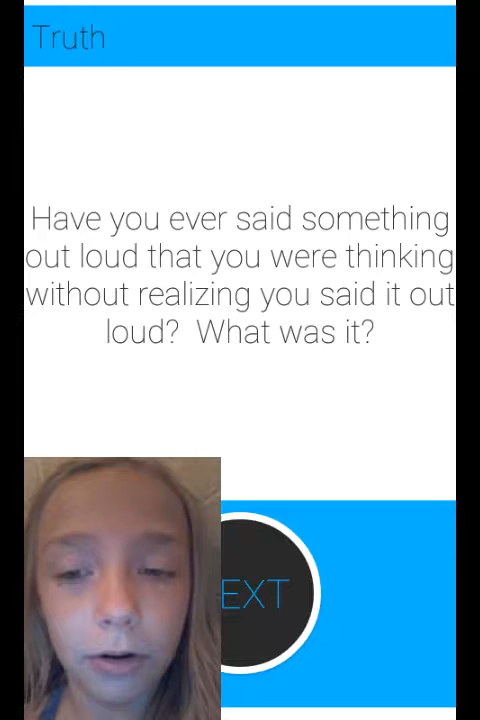 Truth
Have you ever said something
out loud that you were thinking
without realizing you said it out
loud?  What was it?
EXT